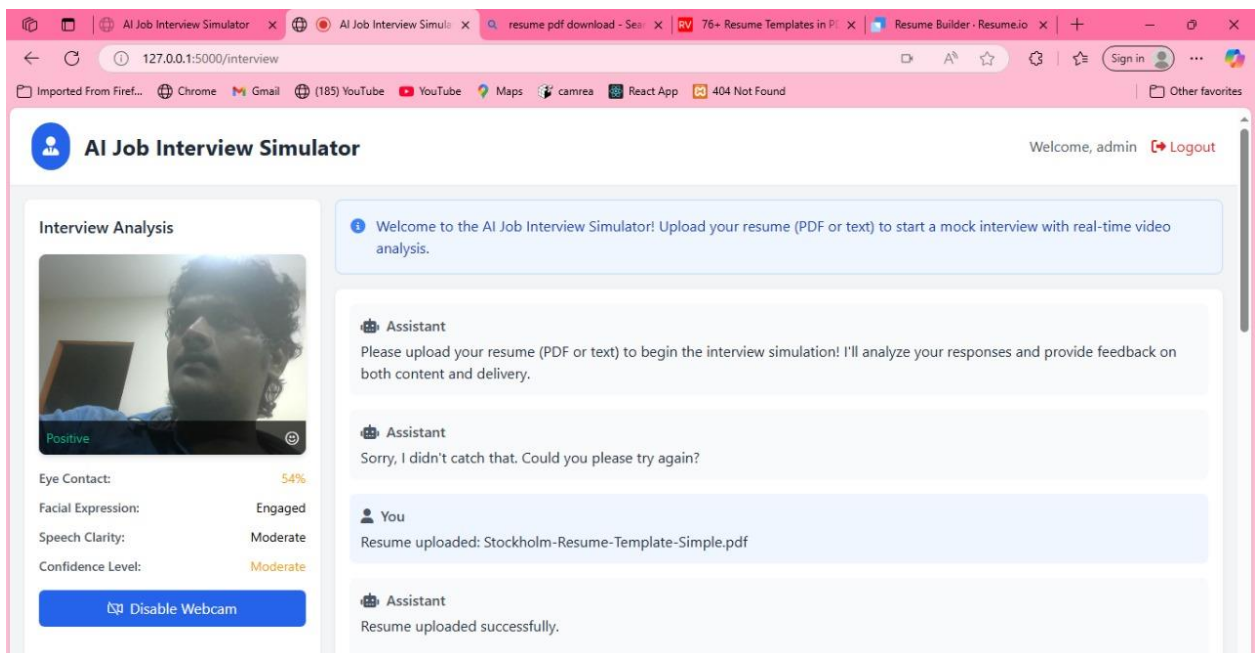 AI Job Interview Simulator
AI Job Interview Simula
resume pdf download - Sea
RV 76+ Resume Templates in P
Resume Builder · Resume.io
127.0.0.1:5000/interview
Sign in
Imported From Firef...
Chrome
Gmail
(185) YouTube
YouTube
Maps
camrea
React App
404 Not Found
Other favorites
AI Job Interview Simulator
Welcome, admin
Logout
Interview Analysis
Positive
Eye Contact: 54%
Facial Expression: Engaged
Speech Clarity: Moderate
Confidence Level: Moderate
Disable Webcam
Welcome to the AI Job Interview Simulator! Upload your resume (PDF or text) to start a mock interview with real-time video
analysis.
Assistant
Please upload your resume (PDF or text) to begin the interview simulation! I'll analyze your responses and provide feedback on
both content and delivery.
Assistant
Sorry, I didn't catch that. Could you please try again?
You
Resume uploaded: Stockholm-Resume-Template-Simple.pdf
Assistant
Resume uploaded successfully.